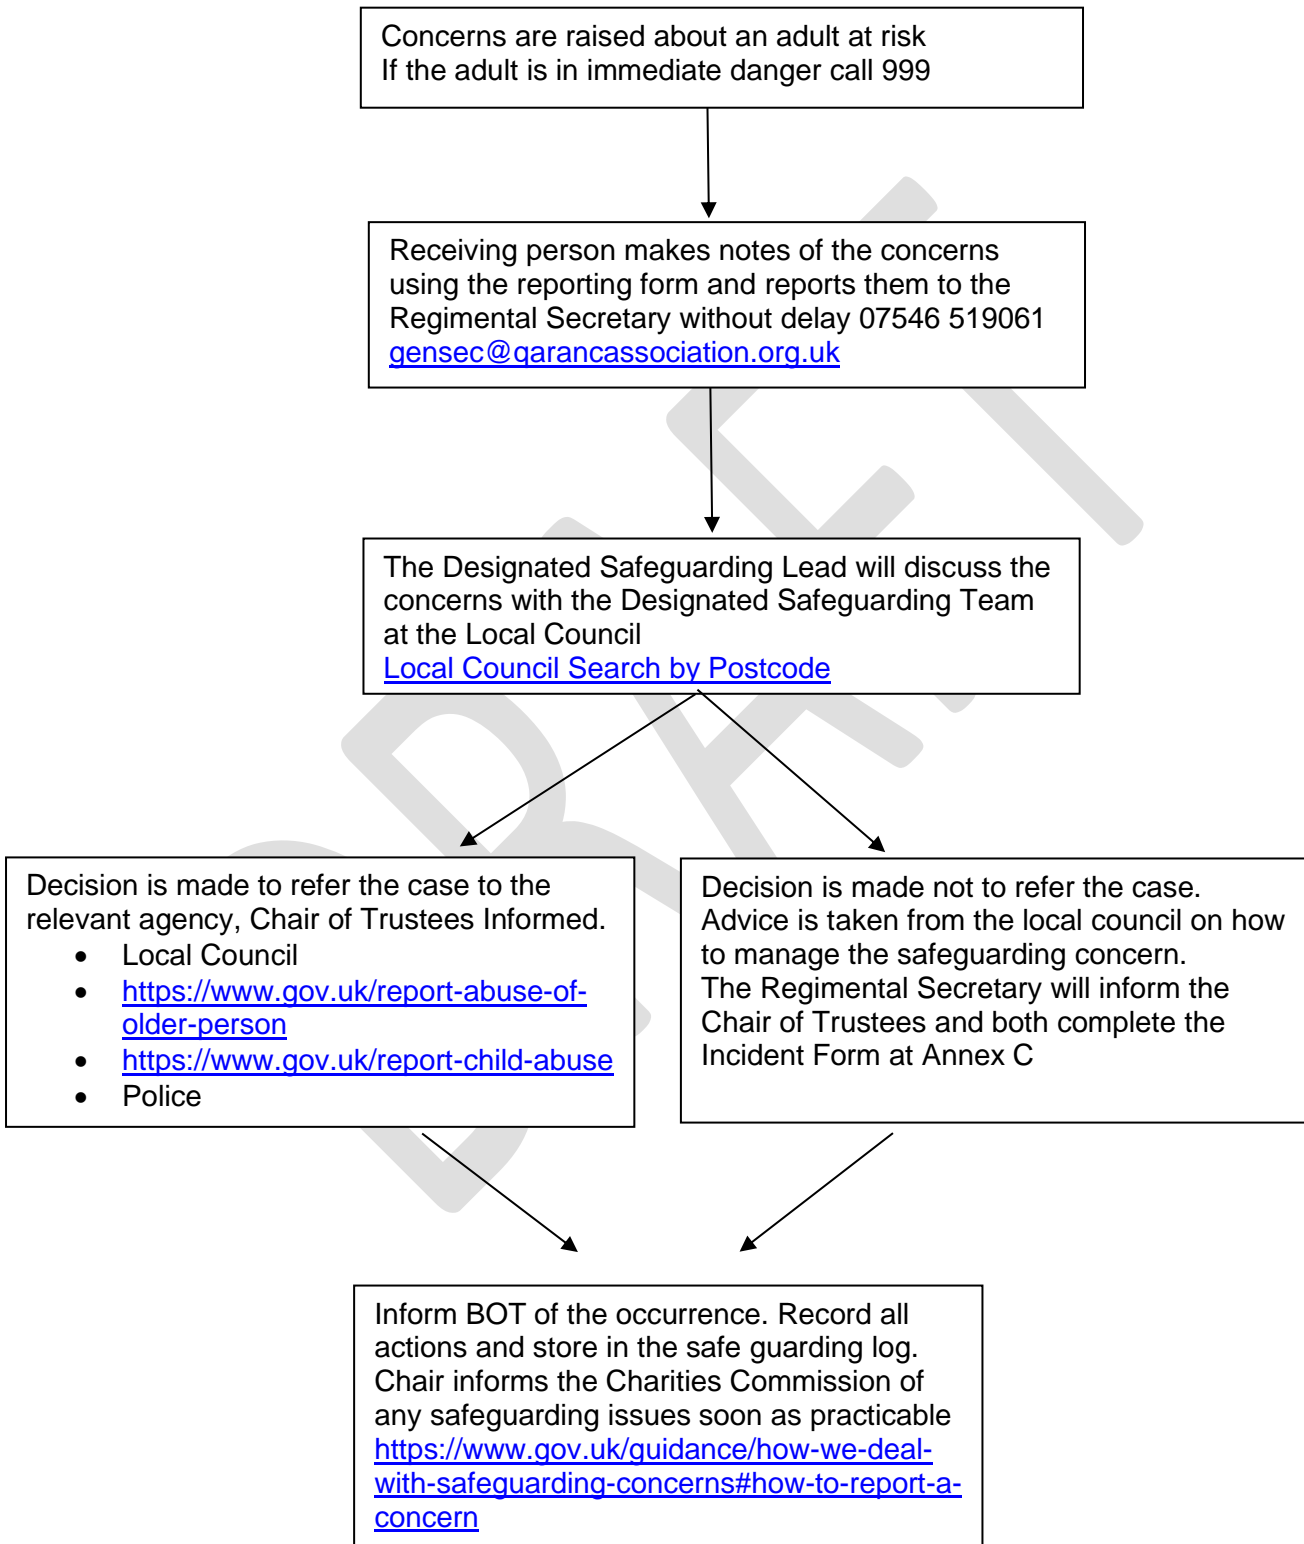 Concerns are raised about an adult at risk
If the adult is in immediate danger call 999
Receiving person makes notes of the concerns
using the reporting form and reports them to the
Regimental Secretary without delay 07546 519061
gensec@qarancassociation.org.uk
The Designated Safeguarding Lead will discuss the
concerns with the Designated Safeguarding Team
at the Local Council
Local Council Search by Postcode
Decision is made to refer the case to the
relevant agency, Chair of Trustees Informed.
• Local Council
• https://www.gov.uk/report-abuse-of-
older-person
• https://www.gov.uk/report-child-abuse
• Police
Decision is made not to refer the case.
Advice is taken from the local council on how
to manage the safeguarding concern.
The Regimental Secretary will inform the
Chair of Trustees and both complete the
Incident Form at Annex C
Inform BOT of the occurrence. Record all
actions and store in the safe guarding log.
Chair informs the Charities Commission of
any safeguarding issues soon as practicable
https://www.gov.uk/guidance/how-we-deal-
with-safeguarding-concerns#how-to-report-a-
concern
DRAFT